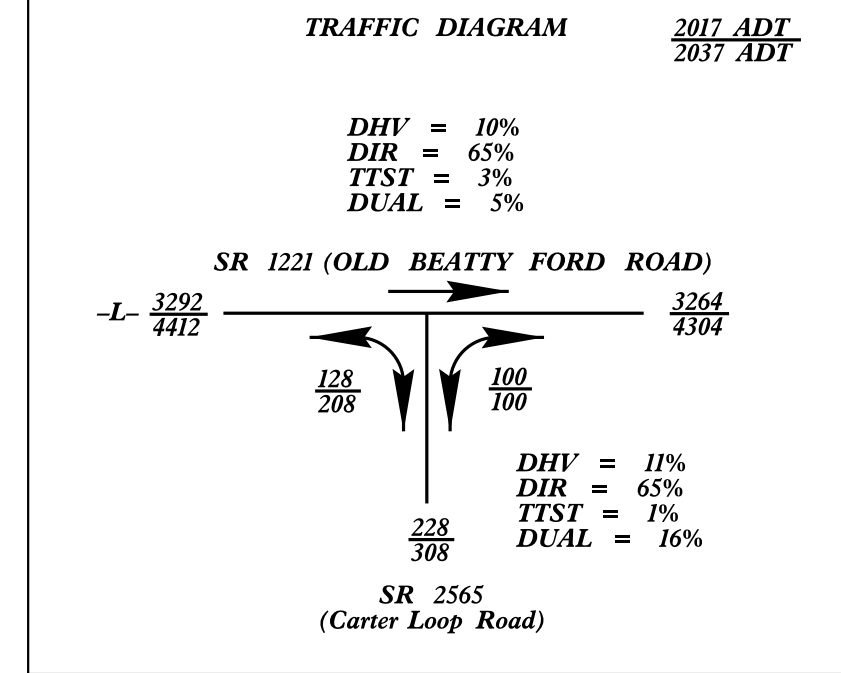 TRAFFIC DIAGRAM
2017 ADT
2037 ADT
DHV = 10%
DIR = 65%
TTST = 3%
DUAL = 5%
SR 1221 (OLD BEATTY FORD ROAD)
–L– 3292
4412
3264
4304
128
208
100
100
DHV = 11%
DIR = 65%
TTST = 1%
DUAL = 16%
228
308
SR 2565
(Carter Loop Road)